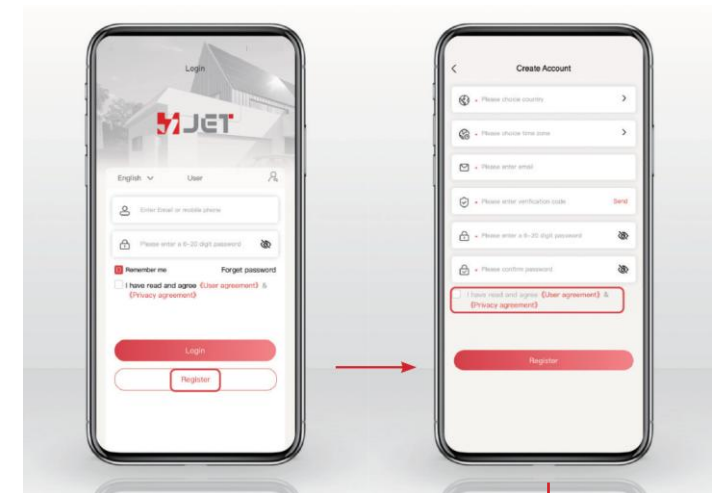 Login
JET
English
User
Enter Email or mobile phone
Please enter a 6-20 digit password
Remember me
Forget password
I have read and agree《User agreement》&
《Privacy agreement》
Login
Register
Create Account
Please choice country
Please choice time zone
Please enter email
Please enter verification code
Send
Please enter a 6-20 digit password
Please confirm password
I have read and agree《User agreement》&
《Privacy agreement》
Register